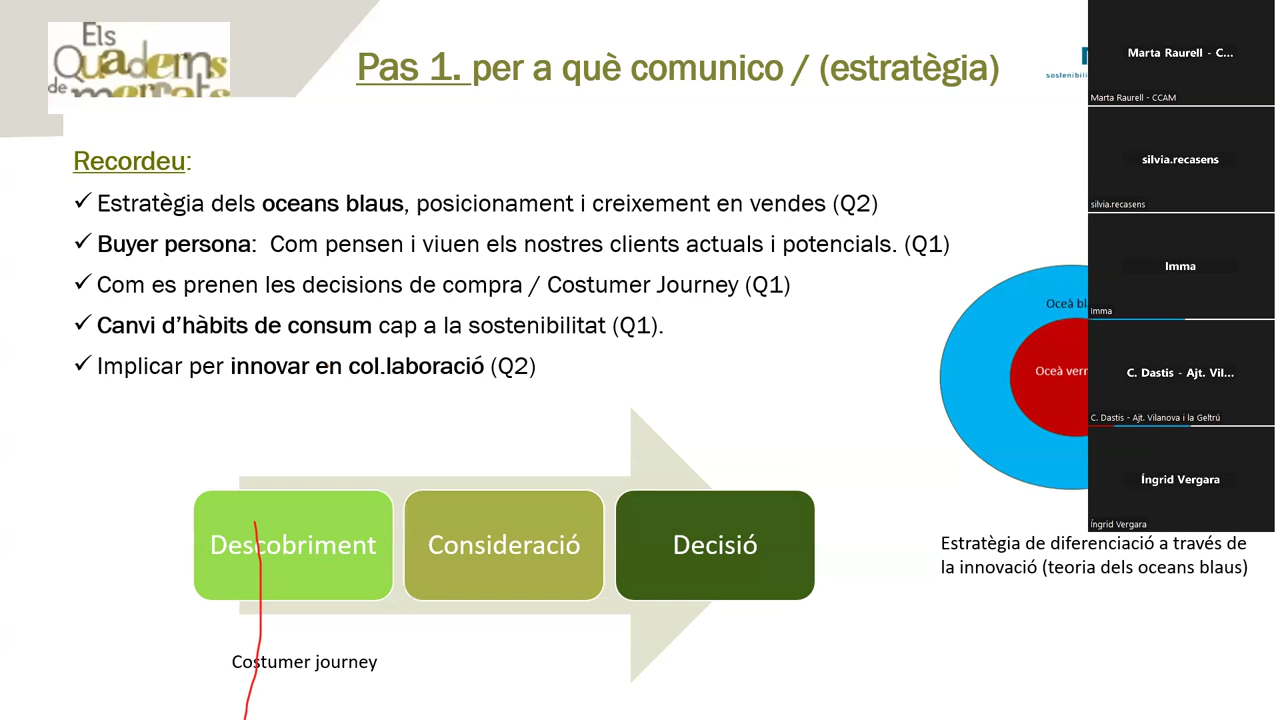 Els
Quaderns
de mercats
Pas 1. per a què comunico / (estratègia)
Recordeu:
✓ Estratègia dels oceans blaus, posicionament i creixement en vendes (Q2)
✓ Buyer persona: Com pensen i viuen els nostres clients actuals i potencials. (Q1)
✓ Com es prenen les decisions de compra / Costumer Journey (Q1)
✓ Canvi d’hàbits de consum cap a la sostenibilitat (Q1).
✓ Implicar per innovar en col.laboració (Q2)
Descobriment
Consideració
Decisió
Costumer journey
Oceà
Oceà
Estratègia de diferenciació a través de
la innovació (teoria dels oceans blaus)
Marta Raurell - C...
Marta Raurell - CCAM
silvia.recasens
silvia.recasens
Imma
Imma
C. Dastis - Ajt. Vil...
C. Dastis - Ajt. Vilanova i la Geltrú
Íngrid Vergara
Íngrid Vergara